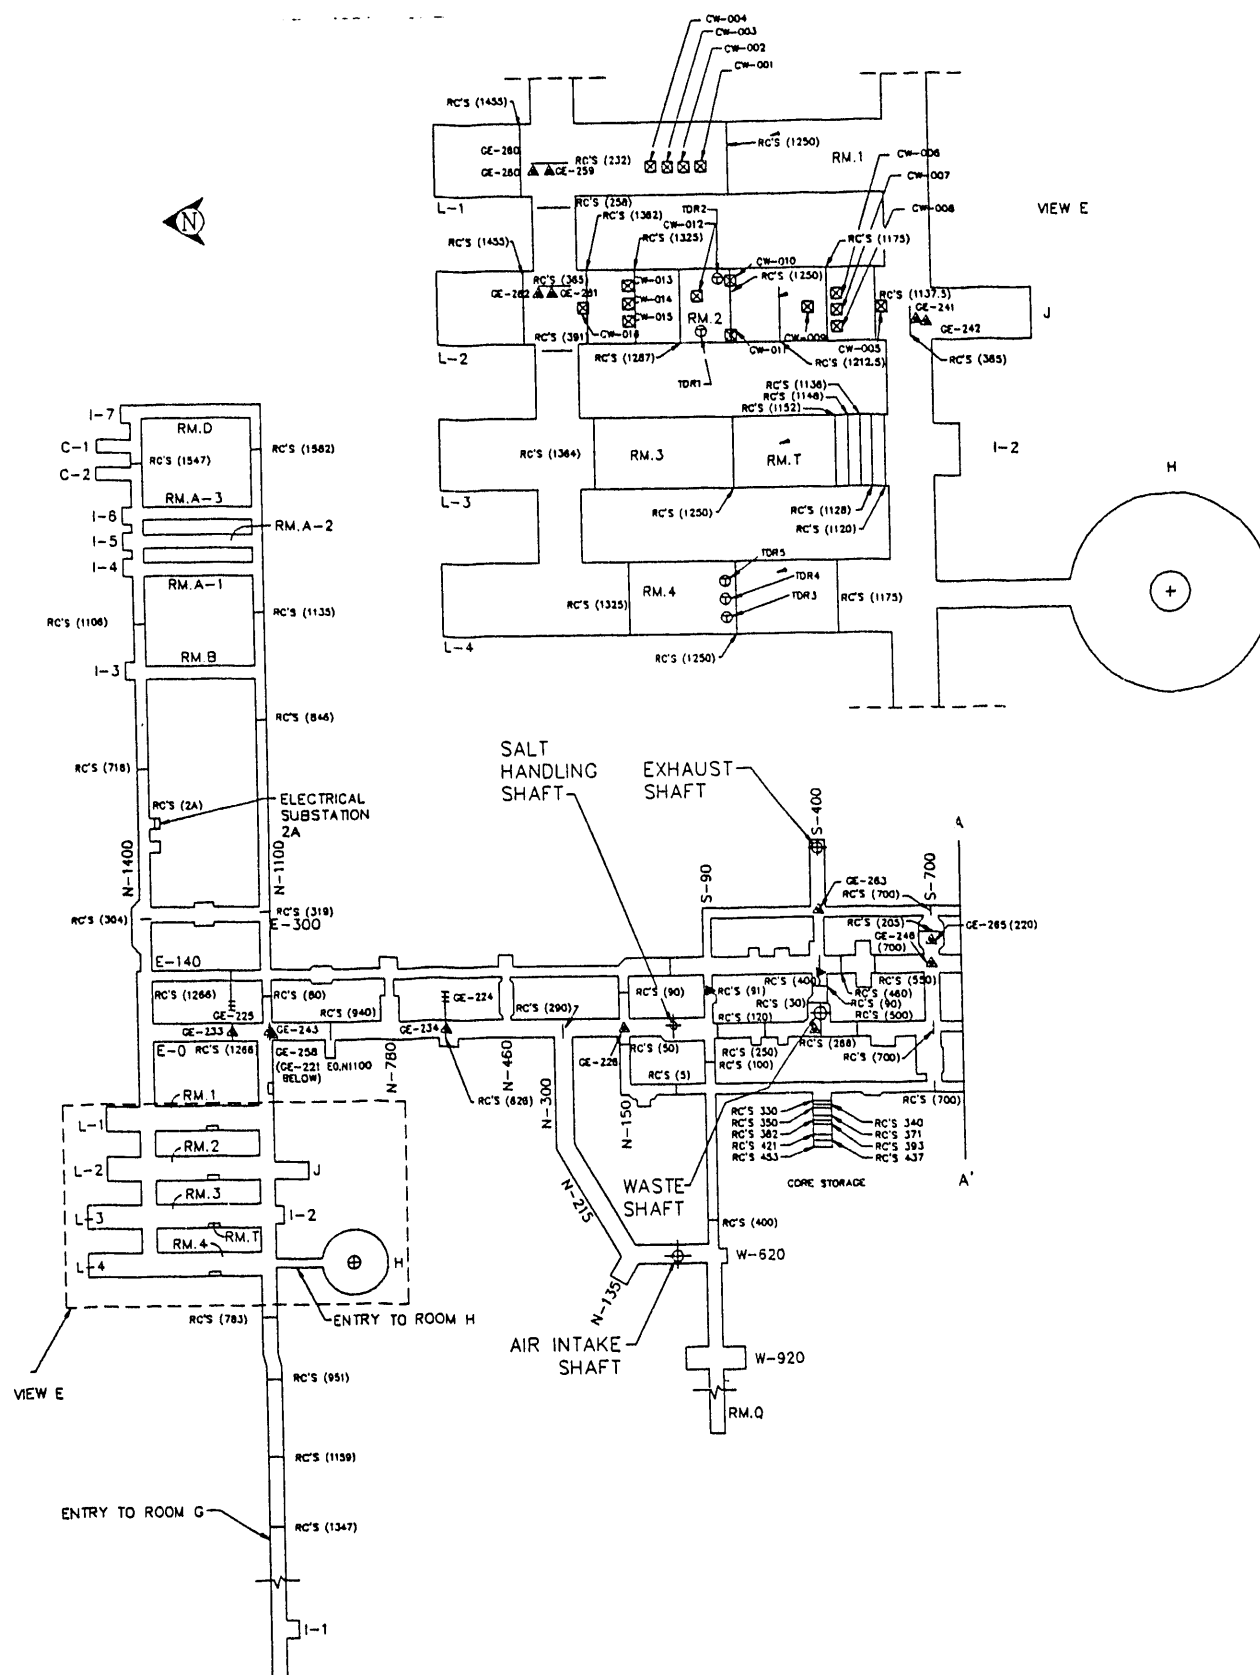 CW-004
CW-003
CW-002
CW-001
RC'S (1455)
RC'S (1250)
GE-280
RC'S (232)
RM.1
CW-006
GE-260
GE-259
CW-007
L-1
RC'S (258)
TDR2
CW-008
VIEW E
N
RC'S (1362)
CW-012
RC'S (1455)
RC'S (1325)
RC'S (1175)
CW-010
RC'S (365)
CW-013
RC'S (1250)
RC'S (1137.5)
GE-262
GE-261
CW-014
GE-241
J
CW-015
RM.2
GE-242
RC'S (391)
CW-016
CW-011
CW-009
CW-005
L-2
RC'S (1287)
RC'S (1212.5)
RC'S (365)
TDR1
RC'S (1136)
RC'S (1146)
RC'S (1152)
I-7
RM.D
C-1
RC'S (1582)
RC'S (1364)
RM.3
RM.T
I-2
RC'S (1547)
C-2
H
RM.A-3
L-3
RC'S (1250)
RC'S (1128)
I-6
RM.A-2
RC'S (1120)
I-5
TDR5
I-4
RM.A-1
RM.4
TDR4
RC'S (1325)
TDR3
RC'S (1175)
RC'S (1106)
RC'S (1135)
RM.B
L-4
RC'S (1250)
I-3
RC'S (846)
SALT
HANDLING
SHAFT
EXHAUST
SHAFT
RC'S (718)
RC'S (2A)
ELECTRICAL
SUBSTATION
2A
S-400
A
N-1400
N-1100
S-90
S-700
GE-263
RC'S (700)
RC'S (304)
RC'S (319)
E-300
RC'S (205)
GE-265 (220)
GE-246
(700)
E-140
RC'S (400)
RC'S (550)
RC'S (1266)
RC'S (80)
GE-224
RC'S (90)
RC'S (91)
RC'S (460)
RC'S (30)
RC'S (90)
GE-225
RC'S (940)
RC'S (290)
RC'S (120)
RC'S (500)
GE-233
GE-243
GE-234
E-0
RC'S (1266)
GE-258
(GE-221 E0,N1100
BELOW)
GE-226
RC'S (50)
RC'S (250)
RC'S (268)
RC'S (700)
RC'S (100)
N-780
N-460
RC'S (5)
RM.1
RC'S (626)
N-300
N-150
RC'S (700)
L-1
RC'S 330
RC'S 340
RC'S 350
RC'S 371
RM.2
RC'S 382
RC'S 393
RC'S 421
RC'S 437
RC'S 453
L-2
J
CORE STORAGE
A'
RM.3
N-215
WASTE
SHAFT
L-3
I-2
RC'S (400)
RM.T
RM.4
L-4
H
W-620
N-135
RC'S (783)
ENTRY TO ROOM H
AIR INTAKE
SHAFT
W-920
VIEW E
RC'S (951)
RM.Q
RC'S (1159)
ENTRY TO ROOM G
RC'S (1347)
I-1